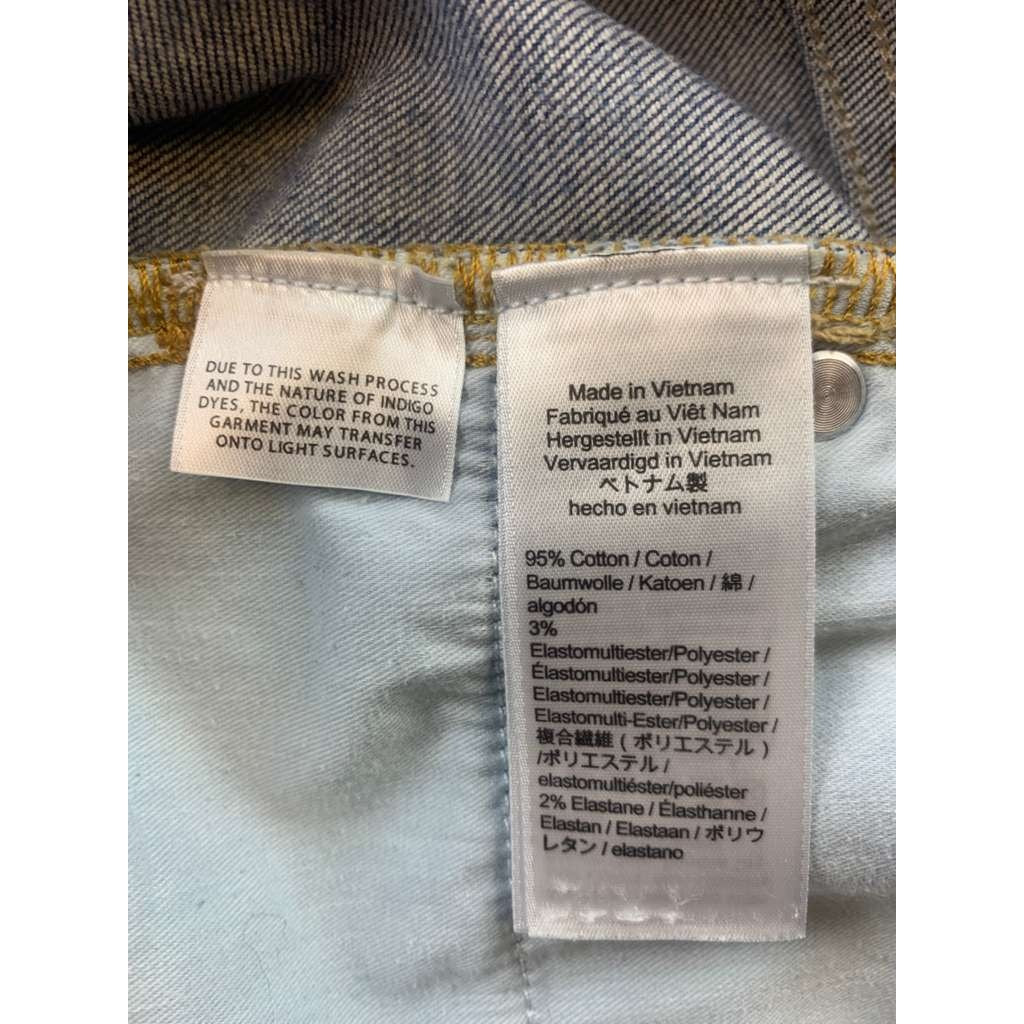 DUE TO THIS WASH PROCESS
AND THE NATURE OF INDIGO
DYES, THE COLOR FROM THIS
GARMENT MAY TRANSFER
ONTO LIGHT SURFACES.
Made in Vietnam
Fabriqué au Viêt Nam
Hergestellt in Vietnam
Vervaardigd in Vietnam
ベトナム製
hecho en vietnam
95% Cotton / Coton /
Baumwolle / Katoen / 綿 /
algodón
3%
Elastomultiester/Polyester /
Élastomultiester/Polyester /
Elastomultiester/Polyester /
Elastomulti-Ester/Polyester /
複合繊維 ( ポリエステル )
/ポリエステル /
elastomultiéster/poliéster
2% Elastane / Élasthanne /
Elastan / Elastaan / ポリウ
レタン / elastano